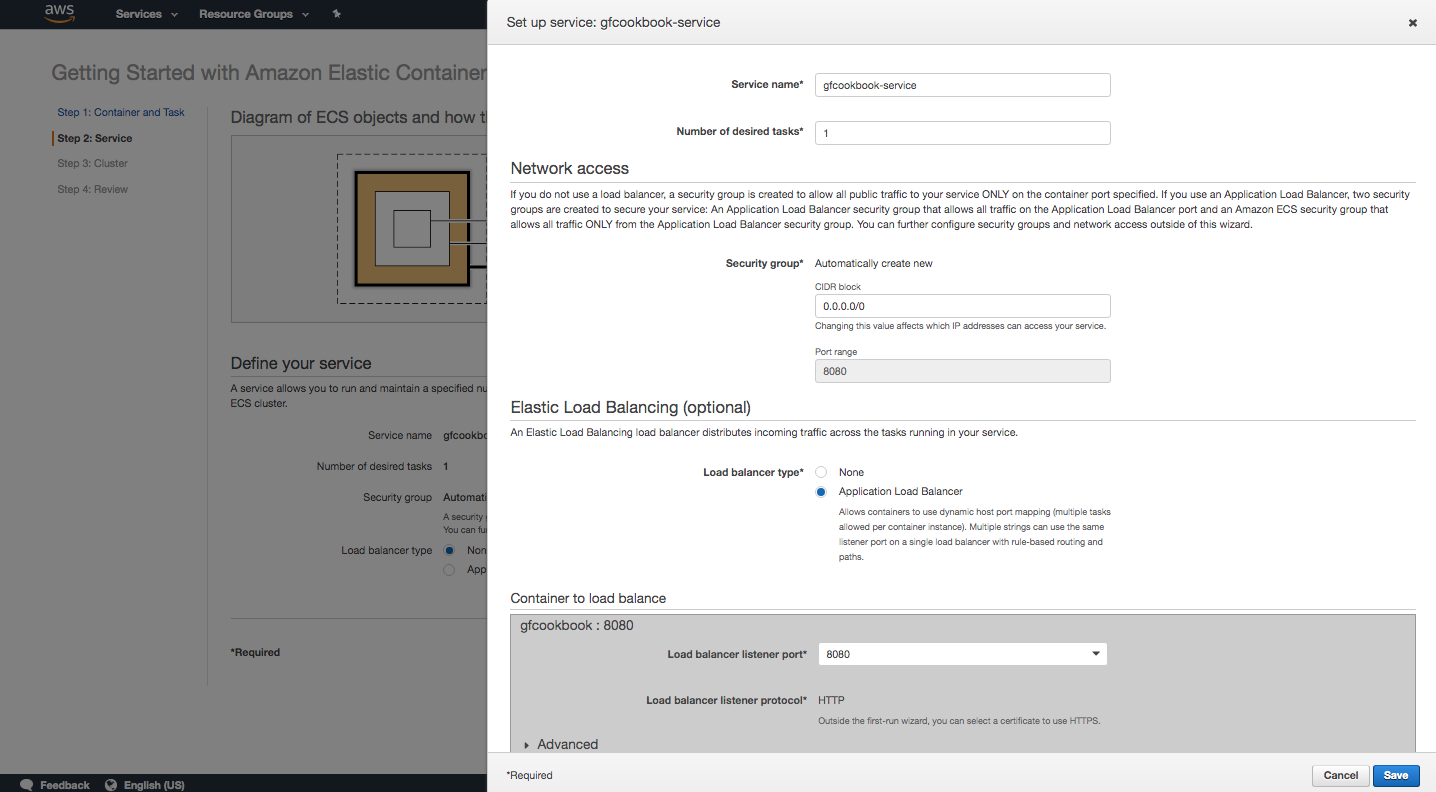 aws
Services
Resource Groups
Getting Started with Amazon Elastic Container
Step 1: Container and Task
Step 2: Service
Step 3: Cluster
Step 4: Review
Diagram of ECS objects and how
Define your service
A service allows you to run and maintain a specified
ECS cluster.
Service name
Number of desired tasks 1
Security group
A security
You can
Load balancer type
*Required
Feedback
English (US)
Set up service: gfcookbook-service
Service name* gfcookbook-service
Number of desired tasks* 1
Network access
If you do not use a load balancer, a security group is created to allow all public traffic to your service ONLY on the container port specified. If you use an Application Load Balancer, two security
groups are created to secure your service: An Application Load Balancer security group that allows all traffic on the Application Load Balancer port and an Amazon ECS security group that
allows all traffic ONLY from the Application Load Balancer security group. You can further configure security groups and network access outside of this wizard.
Security group* Automatically create new
CIDR block
0.0.0.0/0
Changing this value affects which IP addresses can access your service.
Port range
8080
Elastic Load Balancing (optional)
An Elastic Load Balancing load balancer distributes incoming traffic across the tasks running in your service.
Load balancer type* None
Application Load Balancer
Allows containers to use dynamic host port mapping (multiple tasks
allowed per container instance). Multiple strings can use the same
listener port on a single load balancer with rule-based routing and
paths.
Container to load balance
gfcookbook : 8080
Load balancer listener port* 8080
Load balancer listener protocol* HTTP
Outside the first-run wizard, you can select a certificate to use HTTPS.
Advanced
*Required
Cancel
Save